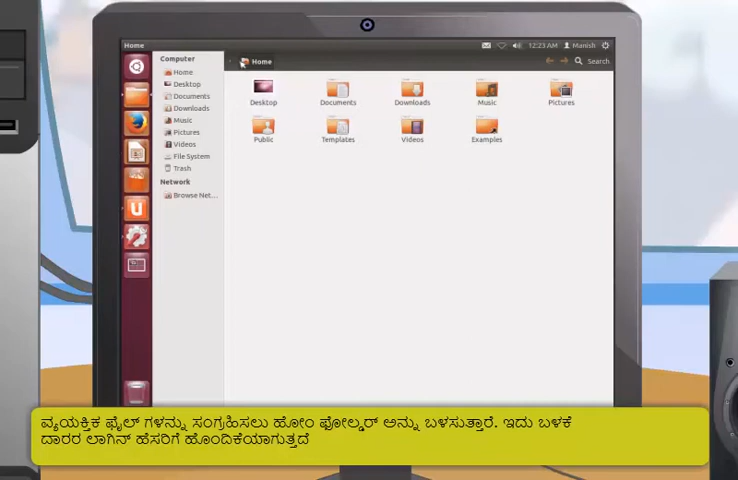 Home
12:23 AM Manish
Computer
Home
Desktop
Documents
Downloads
Music
Pictures
Videos
File System
Trash
Network
Browse Net...
Home
Search
Desktop Documents Downloads Music Pictures
Public Templates Videos Examples
ವ್ಯಯಕ್ತಿಕ ಫೈಲ್ ಗಳನ್ನು ಸಂಗ್ರಹಿಸಲು ಹೋಂ ಫೋಲ್ಡರ್ ಅನ್ನು ಬಳಸುತ್ತಾರೆ. ಇದು ಬಳಕೆ
ದಾರರ ಲಾಗಿನ್ ಹೆಸರಿಗೆ ಹೊಂದಿಕೆಯಾಗುತ್ತದೆ